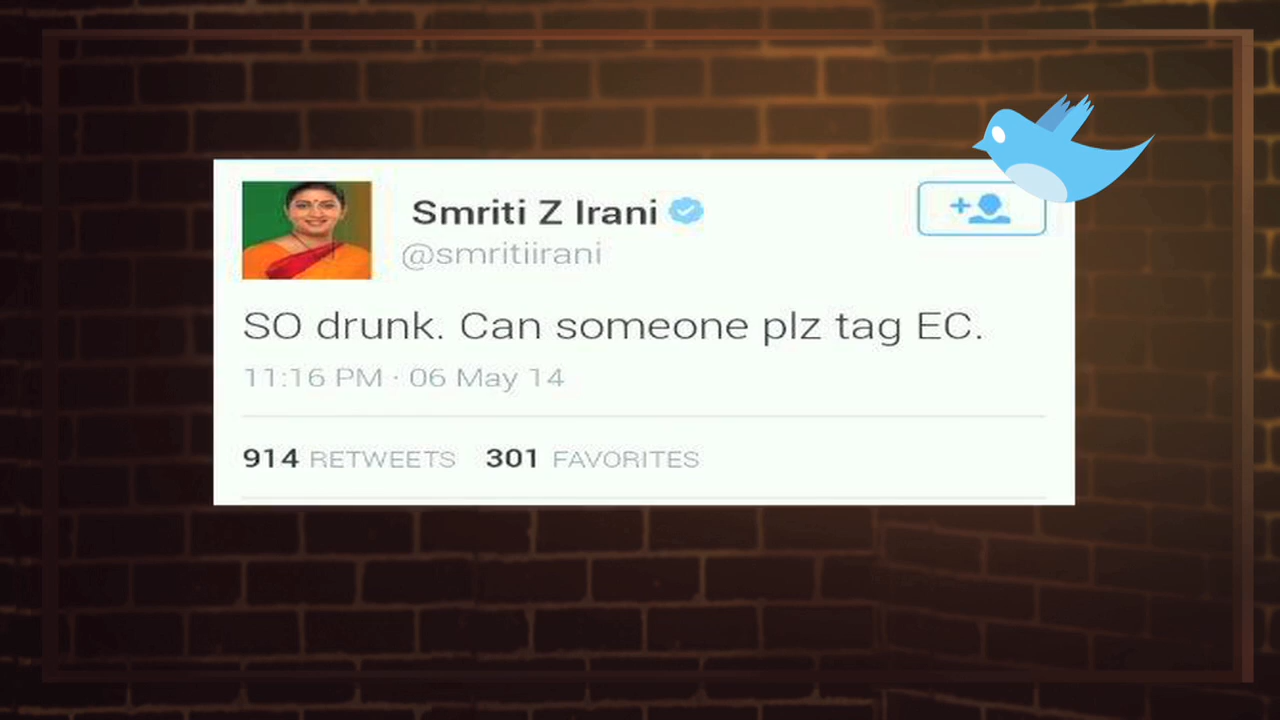 Smriti Z Irani
@smritiirani
SO drunk. Can someone plz tag EC.
11:16 PM · 06 May 14
914 RETWEETS 301 FAVORITES